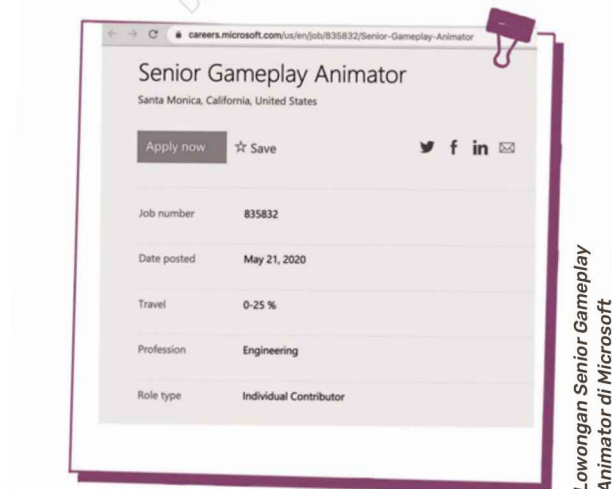 careers.microsoft.com/us/en/job/835832/Senior-Gameplay-Animator
Senior Gameplay Animator
Santa Monica, California, United States
Apply now ☆ Save f in
Job number 835832
Date posted May 21, 2020
Travel 0-25 %
Profession Engineering
Role type Individual Contributor
Lowongan Senior Gameplay
Animator di Microsoft